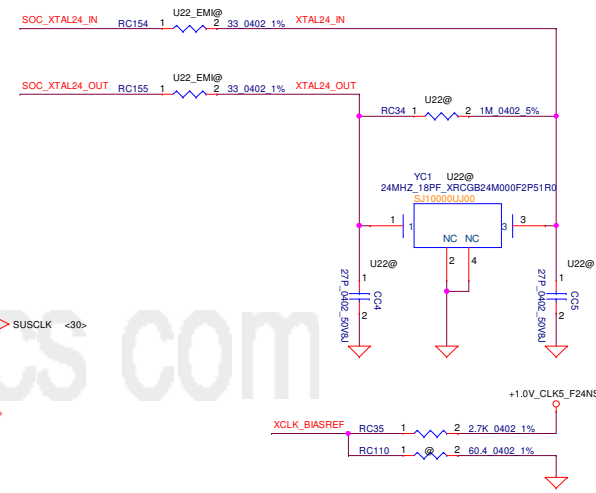 SOC_XTAL24_IN RC154 1 U22_EMI@ 2 33_0402_1% XTAL24_IN
SOC_XTAL24_OUT RC155 1 U22_EMI@ 2 33_0402_1% XTAL24_OUT
U22@
RC34 1 2 1M_0402_5%
YC1 U22@
24MHZ_18PF_XRCGB24M000F2P51R0
SJ10000UJ00
1 1 3 3
NC NC
2 4
U22@
1
27P_0402_50V8J
CC4
2
U22@
1
27P_0402_50V8J
CC5
2
SUSCLK <30>
cs com
+1.0V_CLK5_F24NS
XCLK_BIASREF RC35 1 2 2.7K_0402_1%
RC110 1 @ 2 60.4_0402_1%